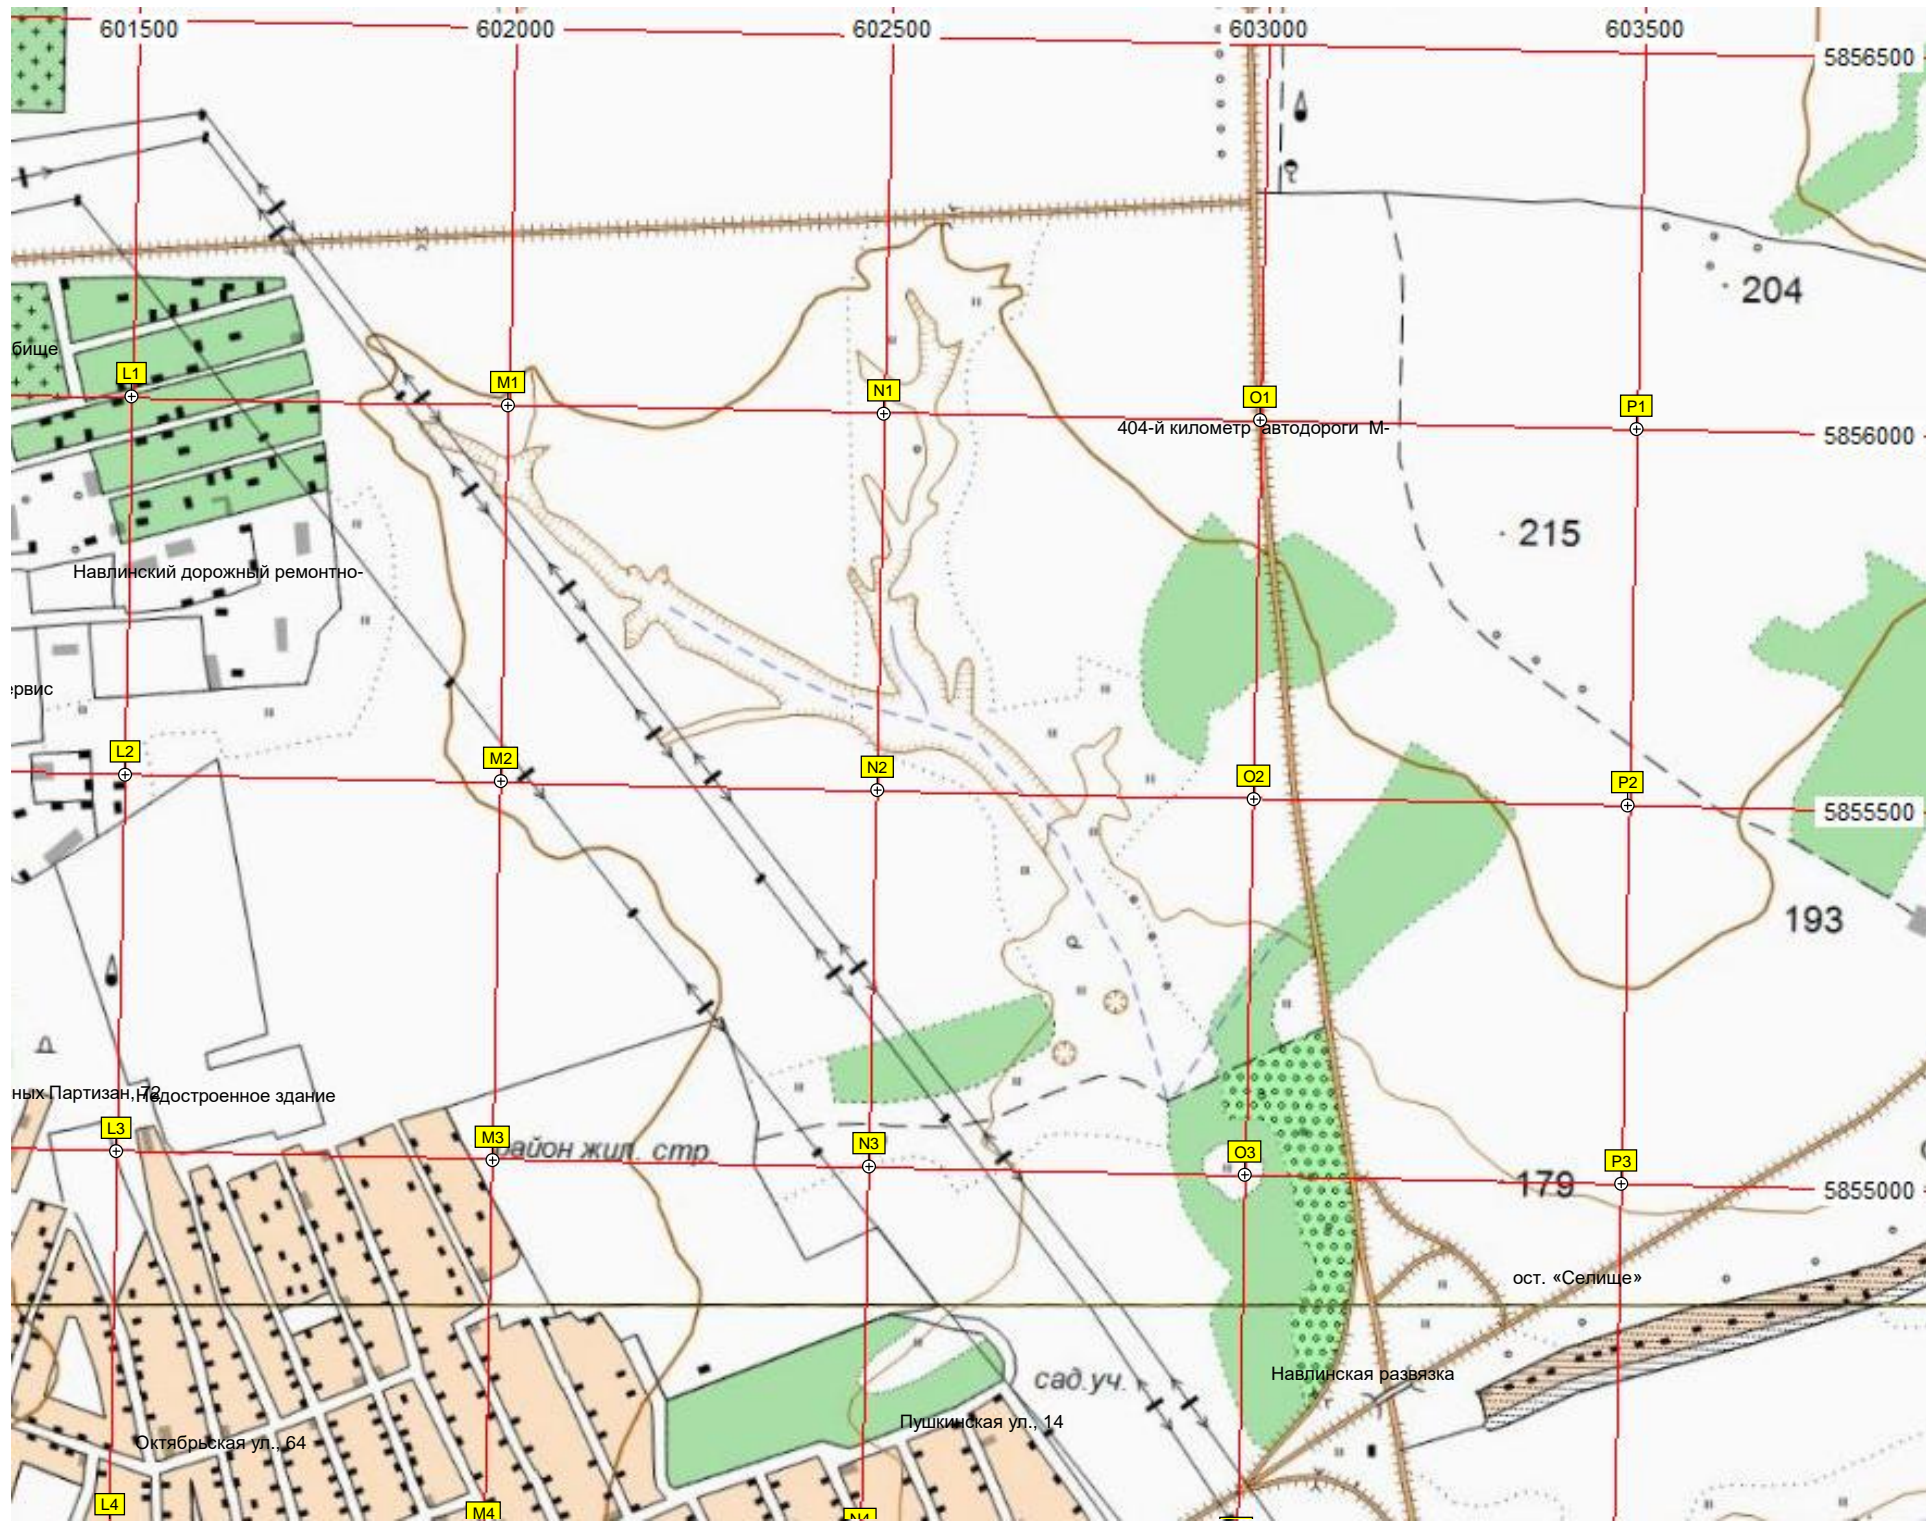 601500 602000 602500 603000 603500
5856500
204
бище
L1 M1 N1 O1 P1
404-й километр автодороги М-
5856000
215
Навлинский дорожный ремонтно-
ервис
L2 M2 N2 O2 P2
5855500
193
ных Партизан, 72
Недостроенное здание
L3 M3 N3 O3 P3
район жил. стр
179
5855000
ост. «Селище»
сад.уч.
Навлинская развязка
Пушкинская ул., 14
Октябрьская ул., 64
L4 M4 N4